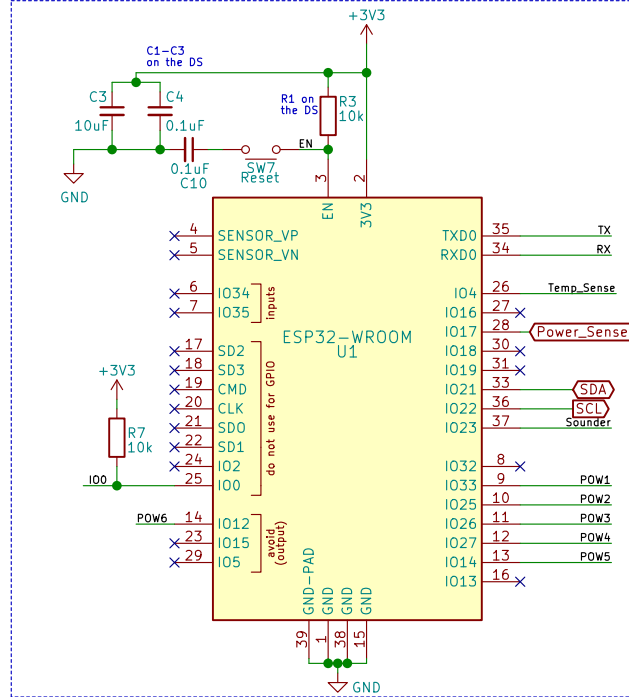 +3V3
C1-C3
on the DS
C3
C4
10uF
0.1uF
0.1uF
C10
R1 on
the DS
R3
10k
EN
SW7
Reset
GND
3
2
EN
3V3
4
SENSOR_VP
5
SENSOR_VN
6
IO34
7
IO35
inputs
17
SD2
18
SD3
19
CMD
20
CLK
21
SDO
22
SD1
24
IO2
25
IO0
do not use for GPIO
14
IO12
23
IO15
29
IO5
avoid
(output)
ESP32-WROOM
U1
TXD0
35
TX
RXD0
34
RX
IO4
26
Temp_Sense
IO16
27
IO17
28
Power_Sense
IO18
30
IO19
31
IO21
33
SDA
IO22
36
SCL
IO23
37
Sounder
IO32
8
IO33
9
POW1
IO25
10
POW2
IO26
11
POW3
IO27
12
POW4
IO14
13
POW5
IO13
16
+3V3
R7
10k
IO0
POW6
GND-PAD
GND
GND
GND
39
1
38
15
GND